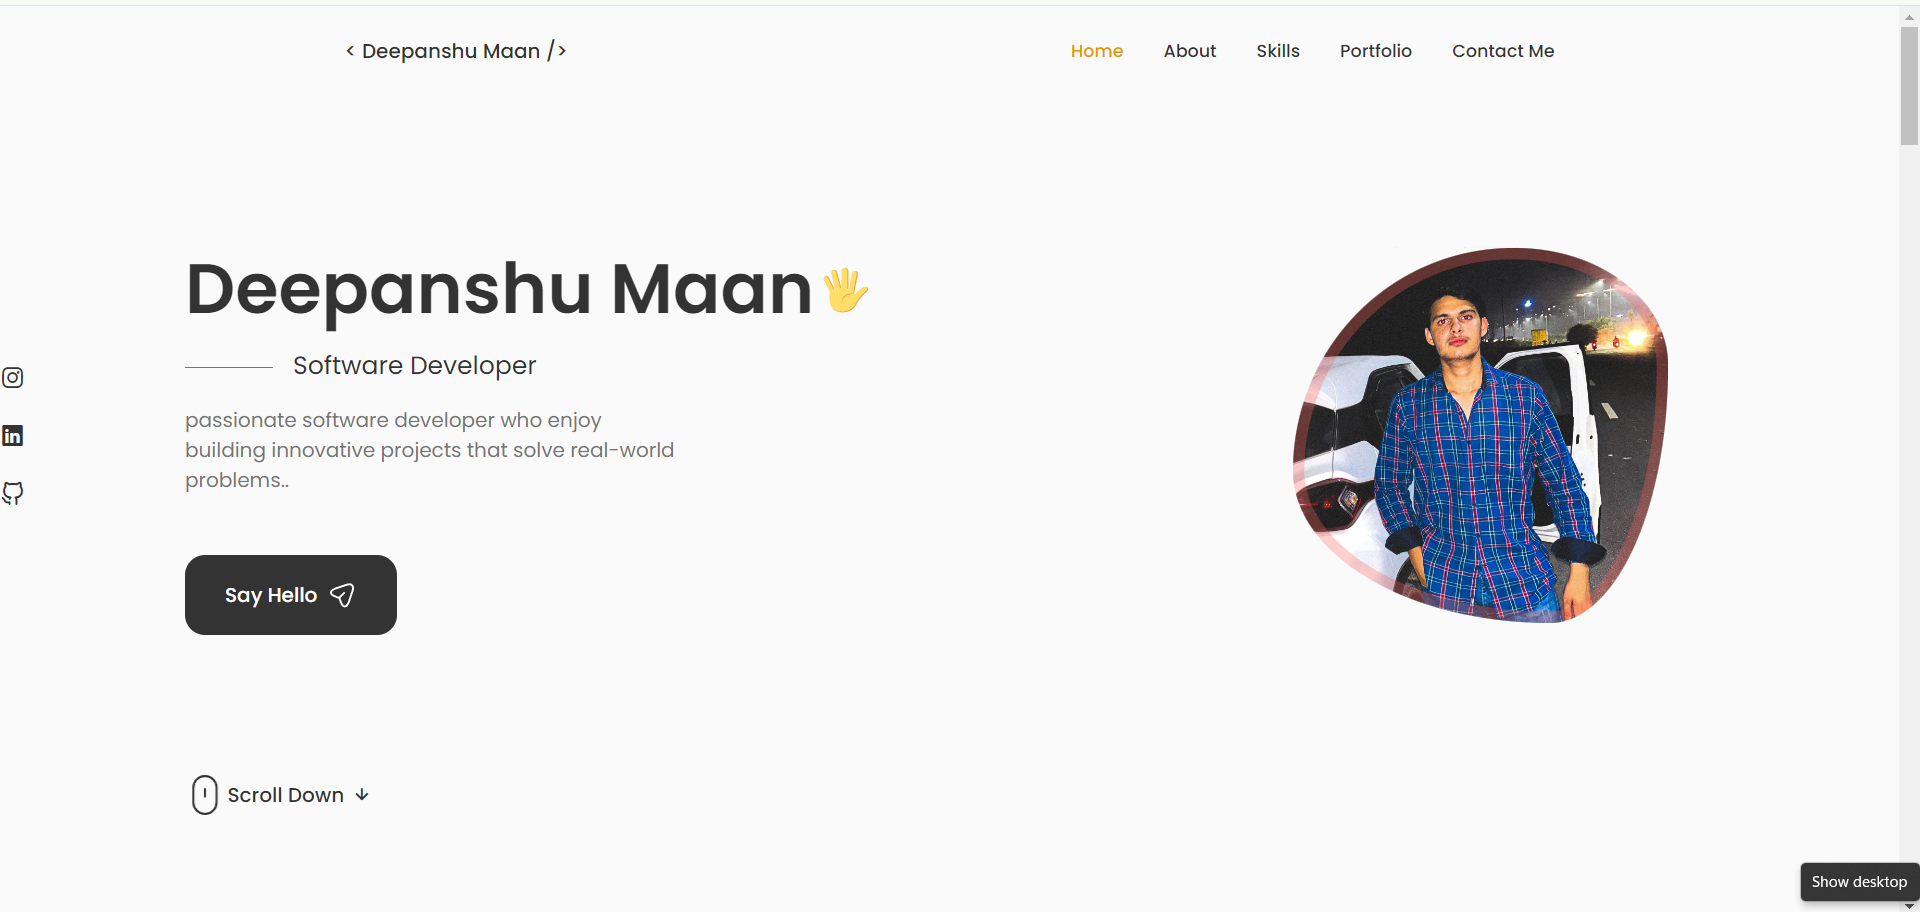 < Deepanshu Maan />
Home About Skills Portfolio Contact Me
Deepanshu Maan🖐
Software Developer
passionate software developer who enjoy
building innovative projects that solve real-world
problems..
Say Hello
Scroll Down ↓
Show desktop